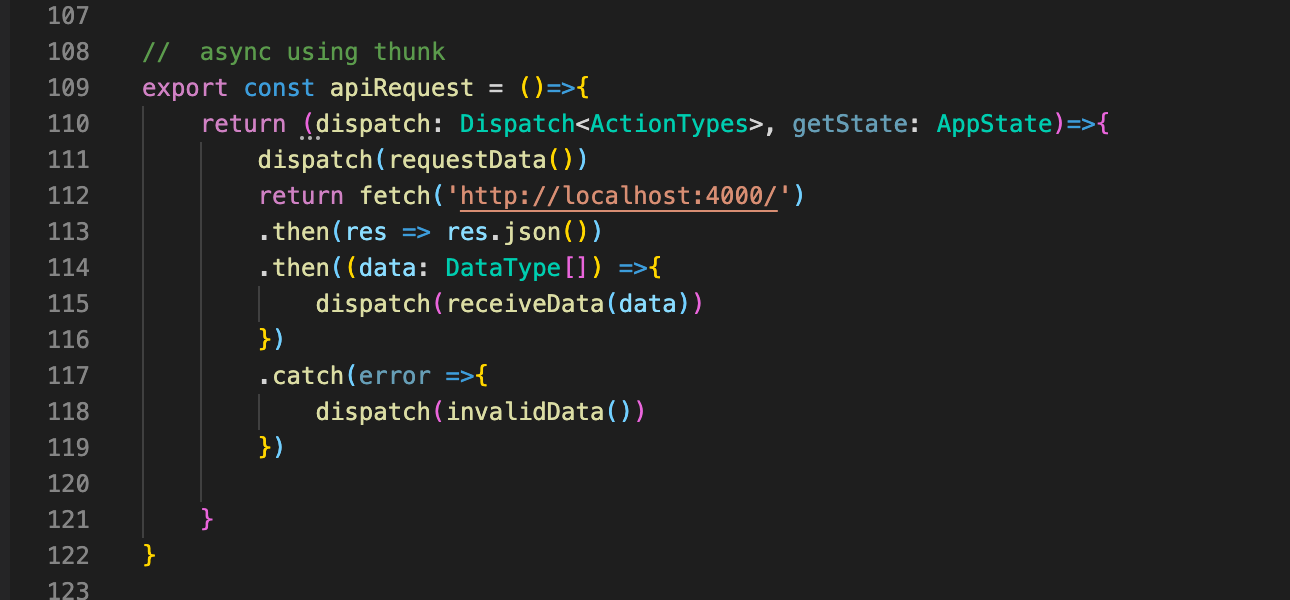 107
108 //  async using thunk
109 export const apiRequest = ()=>{
110     return (dispatch: Dispatch<ActionTypes>, getState: AppState)=>{
111         dispatch(requestData())
112         return fetch('http://localhost:4000/')
113         .then(res => res.json())
114         .then((data: DataType[]) =>{
115             dispatch(receiveData(data))
116         })
117         .catch(error =>{
118             dispatch(invalidData())
119         })
120
121     }
122 }
123